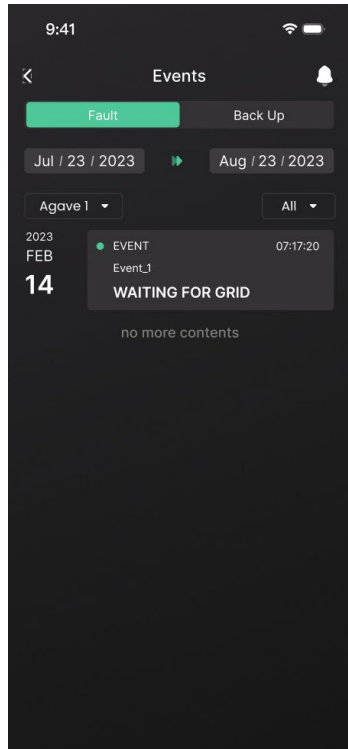 9:41
Events
Fault Back Up
Jul / 23 / 2023 Aug / 23 / 2023
Agave 1 All
2023
FEB
14
EVENT 07:17:20
Event_1
WAITING FOR GRID
no more contents